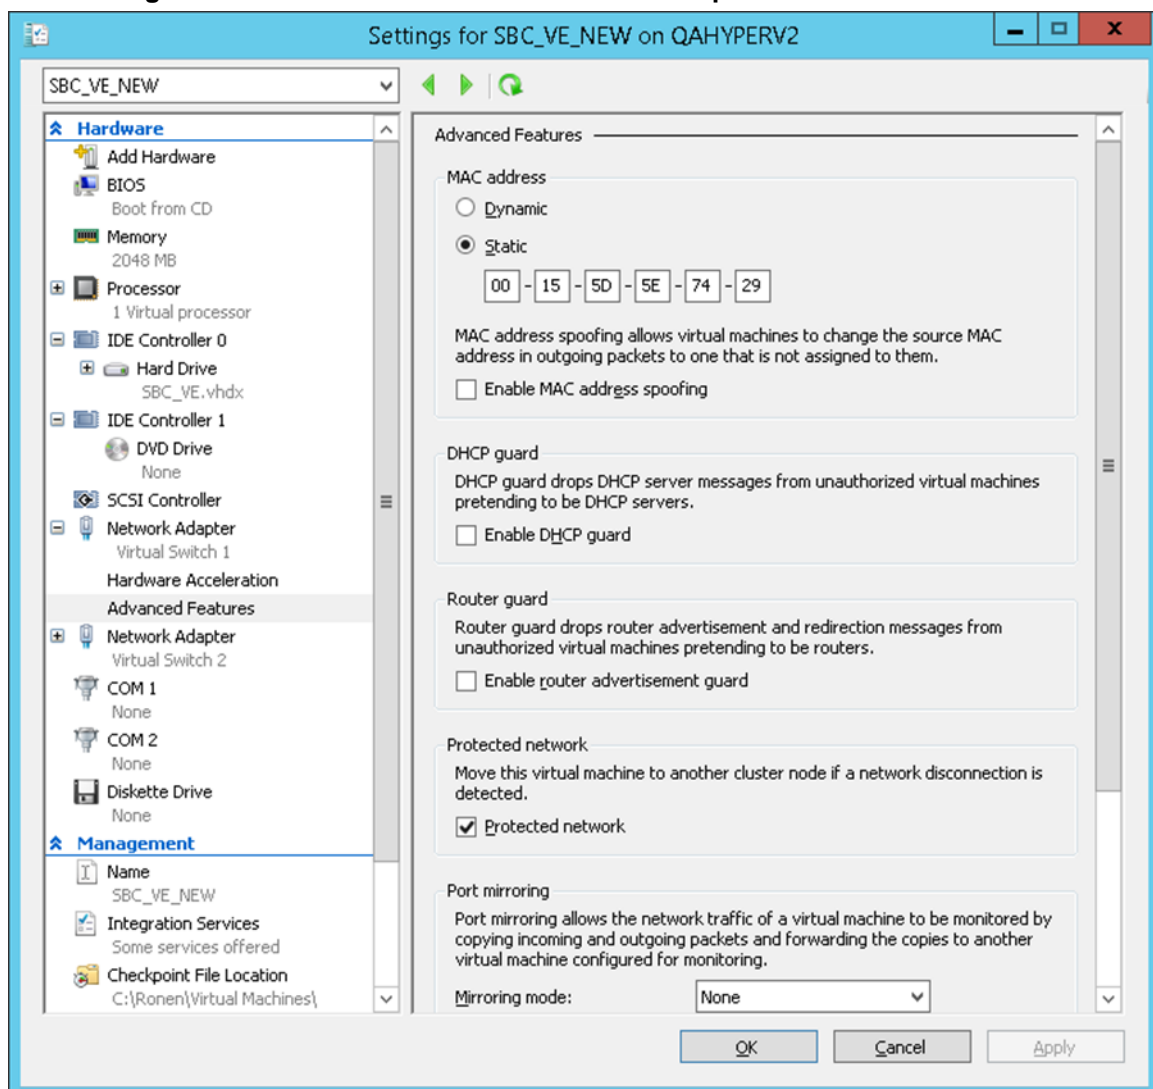 Settings for SBC_VE_NEW on QAHYPERV2
SBC_VE_NEW
Hardware
Add Hardware
BIOS
Boot from CD
Memory
2048 MB
Processor
1 Virtual processor
IDE Controller 0
Hard Drive
SBC_VE.vhdx
IDE Controller 1
DVD Drive
None
SCSI Controller
Network Adapter
Virtual Switch 1
Hardware Acceleration
Advanced Features
Network Adapter
Virtual Switch 2
COM 1
None
COM 2
None
Diskette Drive
None
Management
Name
SBC_VE_NEW
Integration Services
Some services offered
Checkpoint File Location
C:\Ronen\Virtual Machines\
Advanced Features
MAC address
Dynamic
Static
00 - 15 - 5D - 5E - 74 - 29
MAC address spoofing allows virtual machines to change the source MAC
address in outgoing packets to one that is not assigned to them.
Enable MAC address spoofing
DHCP guard
DHCP guard drops DHCP server messages from unauthorized virtual machines
pretending to be DHCP servers.
Enable DHCP guard
Router guard
Router guard drops router advertisement and redirection messages from
unauthorized virtual machines pretending to be routers.
Enable router advertisement guard
Protected network
Move this virtual machine to another cluster node if a network disconnection is
detected.
Protected network
Port mirroring
Port mirroring allows the network traffic of a virtual machine to be monitored by
copying incoming and outgoing packets and forwarding the copies to another
virtual machine configured for monitoring.
Mirroring mode: None
OK Cancel Apply